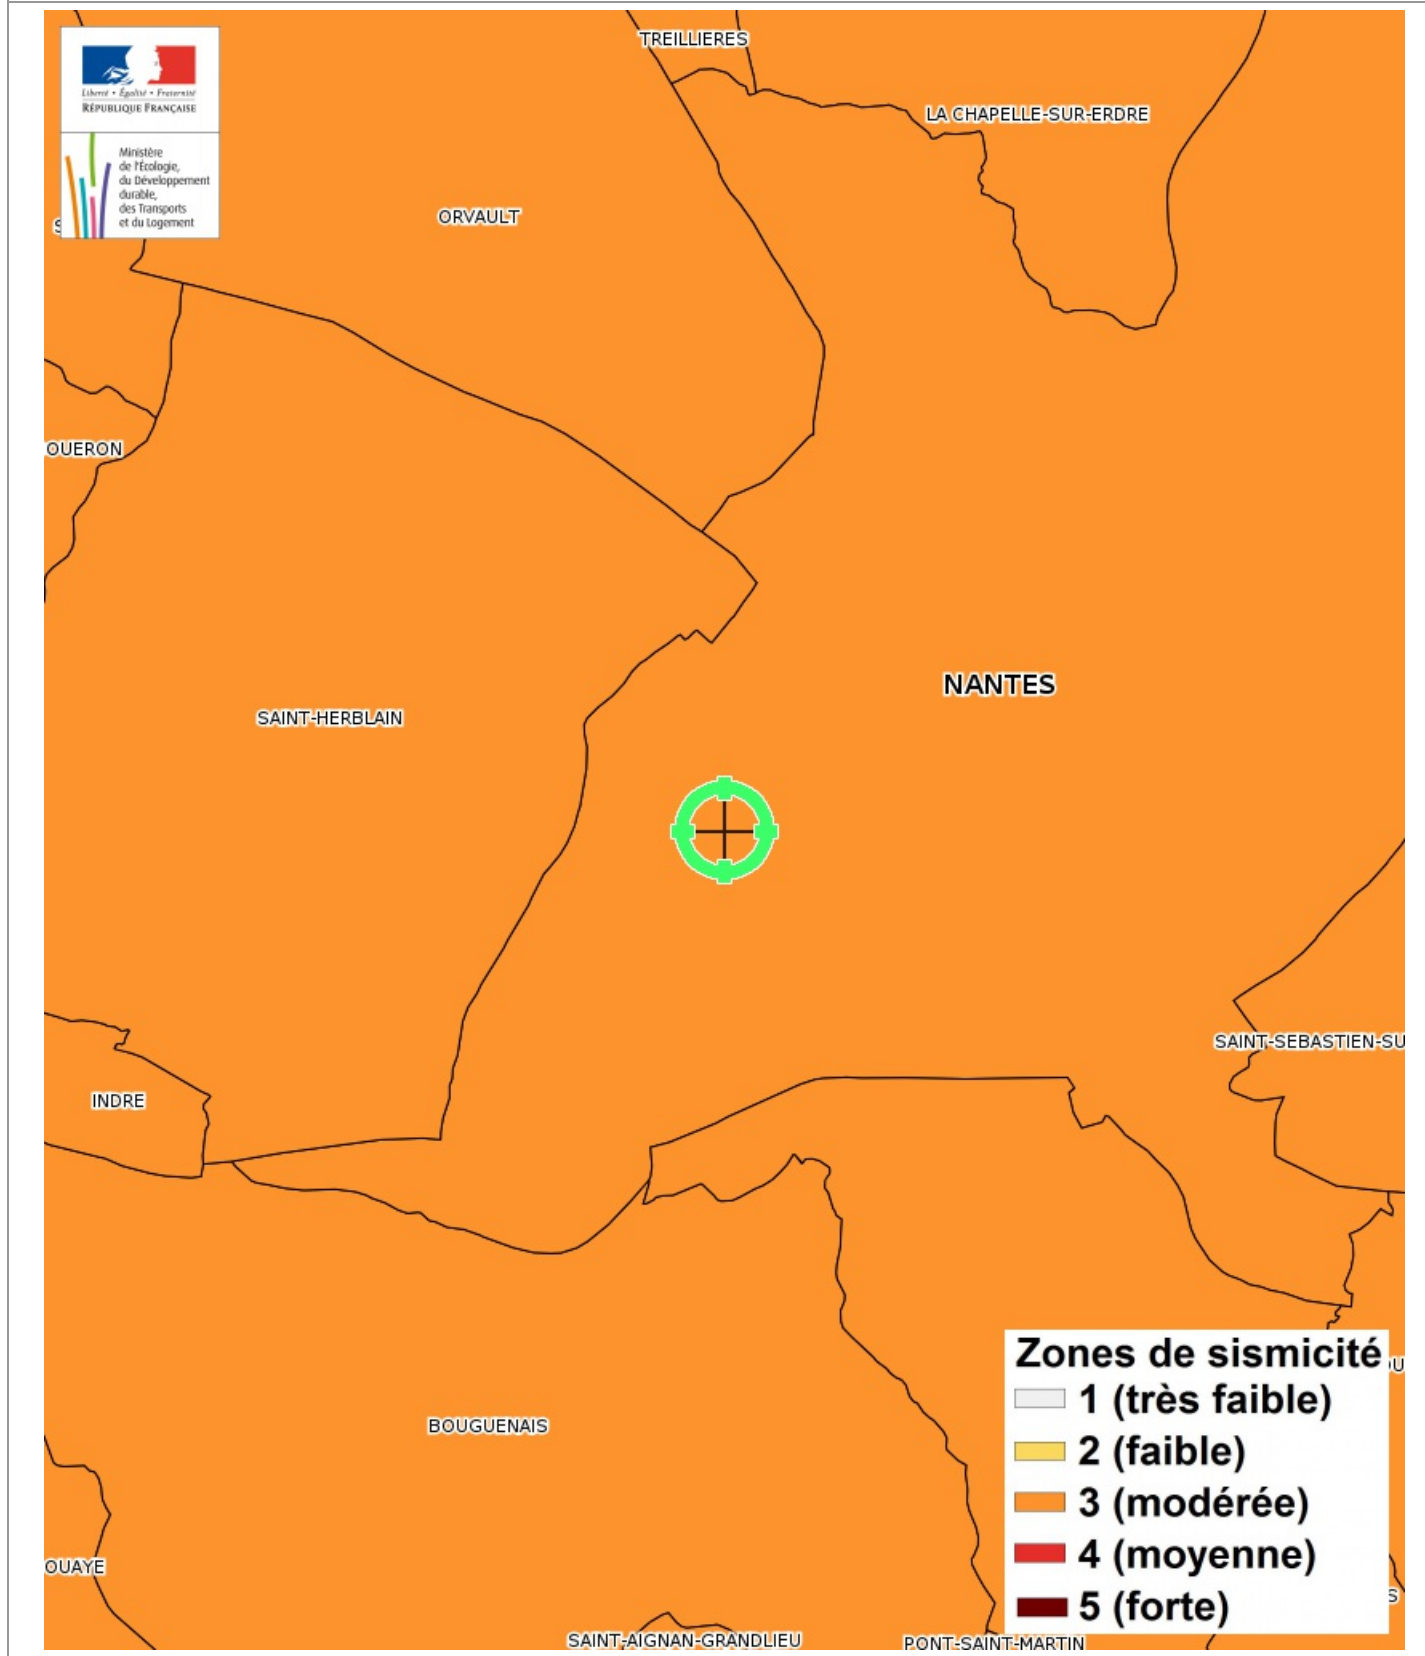 TREILLIERES
Liberté • Égalité • Fraternité
RÉPUBLIQUE FRANÇAISE
LA CHAPELLE-SUR-ERDRE
Ministère
de l'Écologie,
du Développement
durable,
des Transports
et du Logement
ORVAULT
OUERON
NANTES
SAINT-HERBLAIN
SAINT-SEBASTIEN-SU
INDRE
BOUGUENAIS
OUAYE
SAINT-AIGNAN-GRANDLIEU
PONT-SAINT-MARTIN
Zones de sismicité
1 (très faible)
2 (faible)
3 (modérée)
4 (moyenne)
5 (forte)